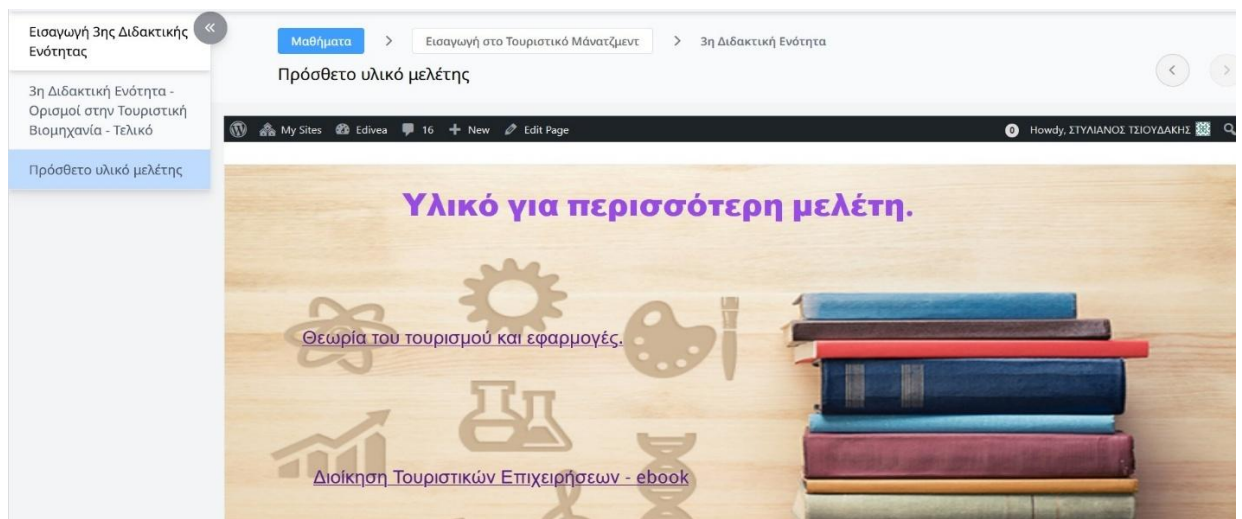 Εισαγωγή 3ης Διδακτικής
Ενότητας
3η Διδακτική Ενότητα -
Ορισμοί στην Τουριστική
Βιομηχανία - Τελικό
Πρόσθετο υλικό μελέτης
Μαθήματα > Εισαγωγή στο Τουριστικό Μάνατζμεντ > 3η Διδακτική Ενότητα
Πρόσθετο υλικό μελέτης
My Sites Edivea 16 + New Edit Page 0 Howdy, ΣΤΥΛΙΑΝΟΣ ΤΣΙΟΥΔΑΚΗΣ
Υλικό για περισσότερη μελέτη.
Θεωρία του τουρισμού και εφαρμογές.
Διοίκηση Τουριστικών Επιχειρήσεων - ebook